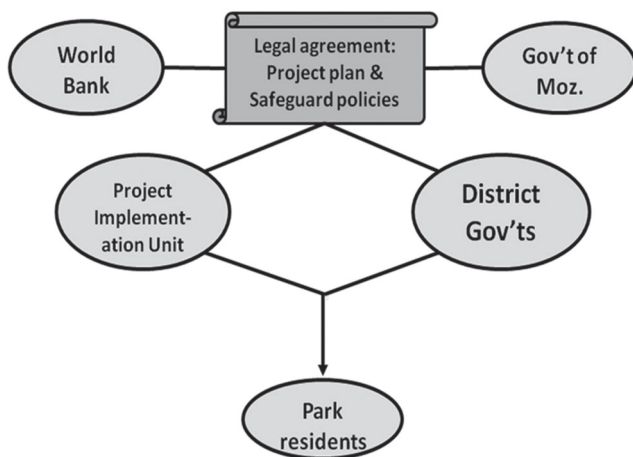 World
Bank
Legal agreement:
Project plan &
Safeguard policies
Gov't of
Moz.
Project
Implement-
ation Unit
District
Gov'ts
Park
residents